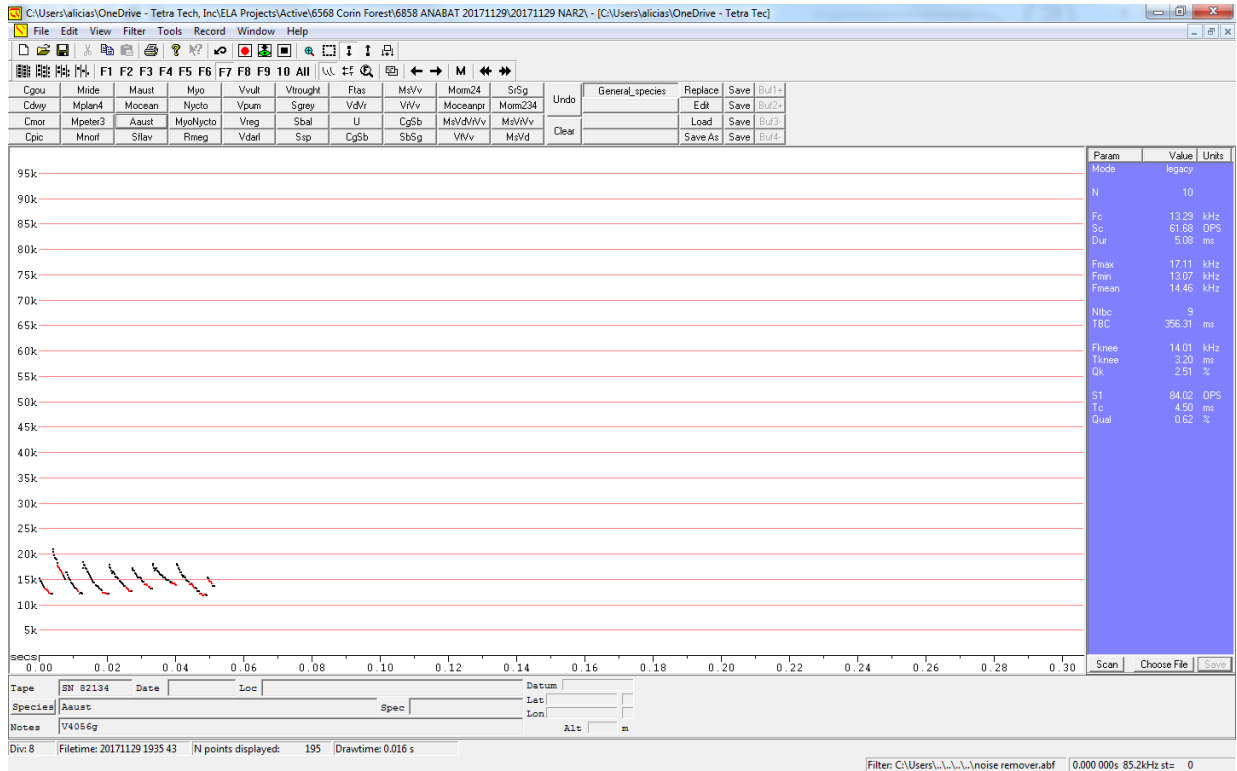 C:\Users\alicias\OneDrive - Tetra Tech, Inc\ELA Projects\Active\6568 Corin Forest\6858 ANABAT 20171129\20171129 NAR2\ - [C:\Users\alicias\OneDrive - Tetra Tec]
File Edit View Filter Tools Record Window Help
F1 F2 F3 F4 F5 F6 F7 F8 F9 10 All M
Cgou Mride Maust Myo Vvult Vtrought Ftas MsVv Morm24 SrSg Undo General_species Replace Save Buf1+
Cdwy Mplan4 Mocean Nycto Vpum Sgrey VdVr VrVv Moceanpr Morm234 Edit Save Buf2+
Cmor Mpeter3 Aaust MyoNycto Vreg Sbal U CgSb MsVdVrVv MsVrVv Clear Load Save Buf3-
Cpic Mnorf Sflav Rmeg Vdarl Ssp CgSb SbSg VfVv MsVd Save As Save Buf4-
Param Value Units
Mode legacy
N 10
Fc 13.29 kHz
Sc 61.68 OPS
Dur 5.08 ms
Fmax 17.11 kHz
Fmin 13.07 kHz
Fmean 14.46 kHz
Ntbc 9
TBC 356.31 ms
Fknee 14.01 kHz
Tknee 3.20 ms
Qk 2.51 %
S1 84.02 OPS
Tc 4.50 ms
Qual 0.62 %
Scan Choose File Save
95k
90k
85k
80k
75k
70k
65k
60k
55k
50k
45k
40k
35k
30k
25k
20k
15k
10k
5k
secs
0.00 0.02 0.04 0.06 0.08 0.10 0.12 0.14 0.16 0.18 0.20 0.22 0.24 0.26 0.28 0.30
Tape SN 82134 Date Loc Datum
Species Aaust Spec Lat
Lon
Notes V4056g Alt m
Div: 8 Filetime: 20171129 1935 43 N points displayed: 195 Drawtime: 0.016 s
Filter: C:\Users\..\..\..\..\noise remover.abf 0.000 000s 85.2kHz st= 0